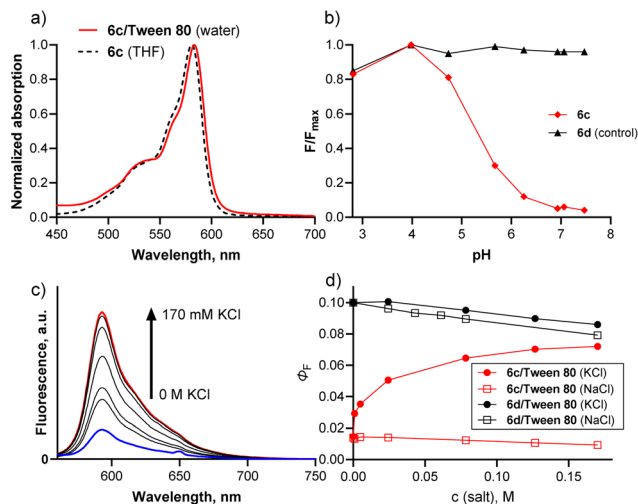 a)
6c/Tween 80 (water)
6c (THF)
Normalized absorption
1.0
0.8
0.6
0.4
0.2
0.0
450 500 550 600 650 700
Wavelength, nm
b)
F/Fmax
1.0
0.8
0.6
0.4
0.2
0.0
6c
6d (control)
3 4 5 6 7 8
pH
c)
Fluorescence, a.u.
170 mM KCl
0 M KCl
600 650 700 750
Wavelength, nm
d)
ΦF
0.10
0.08
0.06
0.04
0.02
0.00
6c/Tween 80 (KCl)
6c/Tween 80 (NaCl)
6d/Tween 80 (KCl)
6d/Tween 80 (NaCl)
0.00 0.05 0.10 0.15
c (salt), M